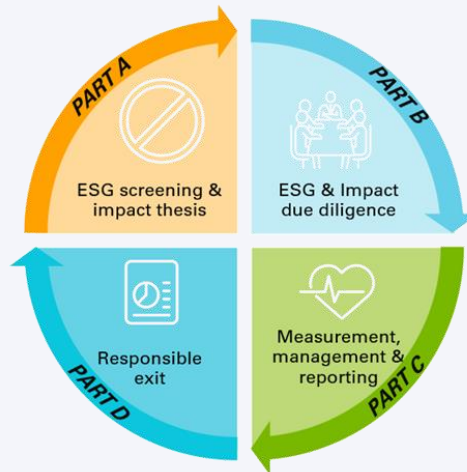 PART A
ESG screening &
impact thesis
PART B
ESG & Impact
due diligence
PART C
Measurement,
management &
reporting
PART D
Responsible
exit